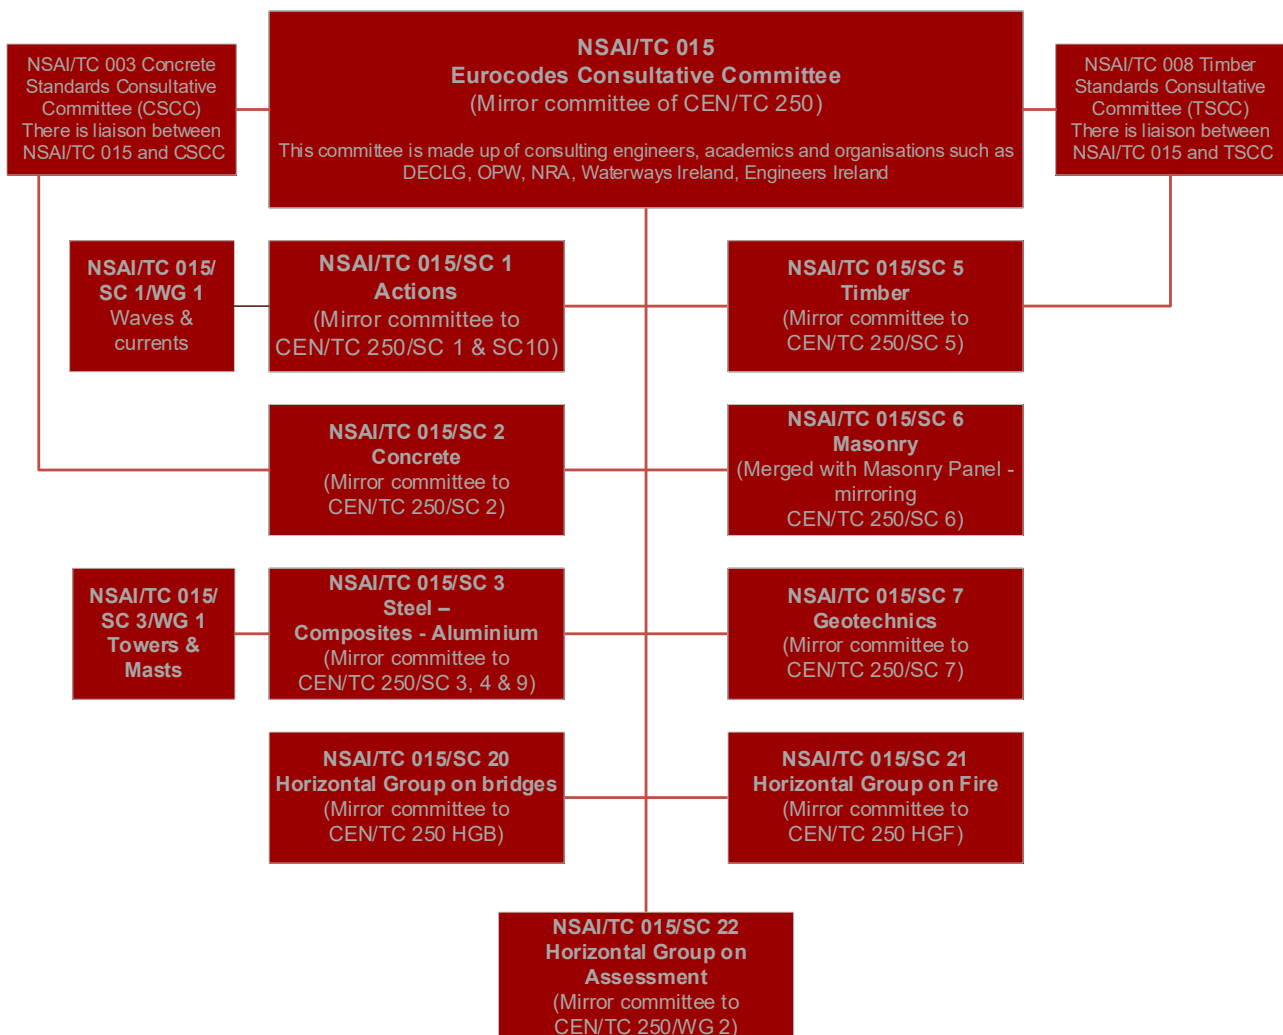 NSAI/TC 015
Eurocodes Consultative Committee
(Mirror committee of CEN/TC 250)
This committee is made up of consulting engineers, academics and organisations such as
DECLG, OPW, NRA, Waterways Ireland, Engineers Ireland
NSAI/TC 003 Concrete
Standards Consultative
Committee (CSCC)
There is liaison between
NSAI/TC 015 and CSCC
NSAI/TC 008 Timber
Standards Consultative
Committee (TSCC)
There is liaison between
NSAI/TC 015 and TSCC
NSAI/TC 015/
SC 1/WG 1
Waves &
currents
NSAI/TC 015/SC 1
Actions
(Mirror committee to
CEN/TC 250/SC 1 & SC10)
NSAI/TC 015/SC 5
Timber
(Mirror committee to
CEN/TC 250/SC 5)
NSAI/TC 015/SC 2
Concrete
(Mirror committee to
CEN/TC 250/SC 2)
NSAI/TC 015/SC 6
Masonry
(Merged with Masonry Panel -
mirroring
CEN/TC 250/SC 6)
NSAI/TC 015/
SC 3/WG 1
Towers &
Masts
NSAI/TC 015/SC 3
Steel –
Composites - Aluminium
(Mirror committee to
CEN/TC 250/SC 3, 4 & 9)
NSAI/TC 015/SC 7
Geotechnics
(Mirror committee to
CEN/TC 250/SC 7)
NSAI/TC 015/SC 20
Horizontal Group on bridges
(Mirror committee to
CEN/TC 250 HGB)
NSAI/TC 015/SC 21
Horizontal Group on Fire
(Mirror committee to
CEN/TC 250 HGF)
NSAI/TC 015/SC 22
Horizontal Group on
Assessment
(Mirror committee to
CEN/TC 250/WG 2)